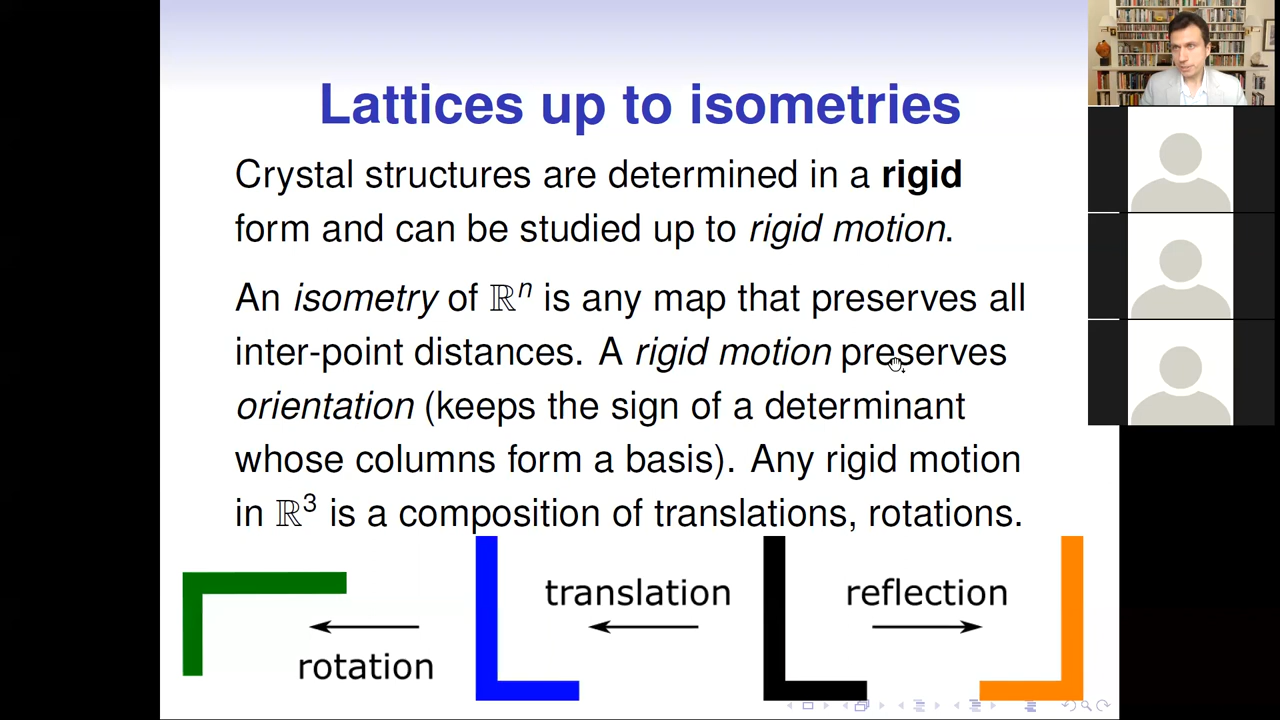 Lattices up to isometries
Crystal structures are determined in a rigid
form and can be studied up to rigid motion.
An isometry of ℝⁿ is any map that preserves all
inter-point distances. A rigid motion preserves
orientation (keeps the sign of a determinant
whose columns form a basis). Any rigid motion
in ℝ³ is a composition of translations, rotations.
translation
reflection
rotation